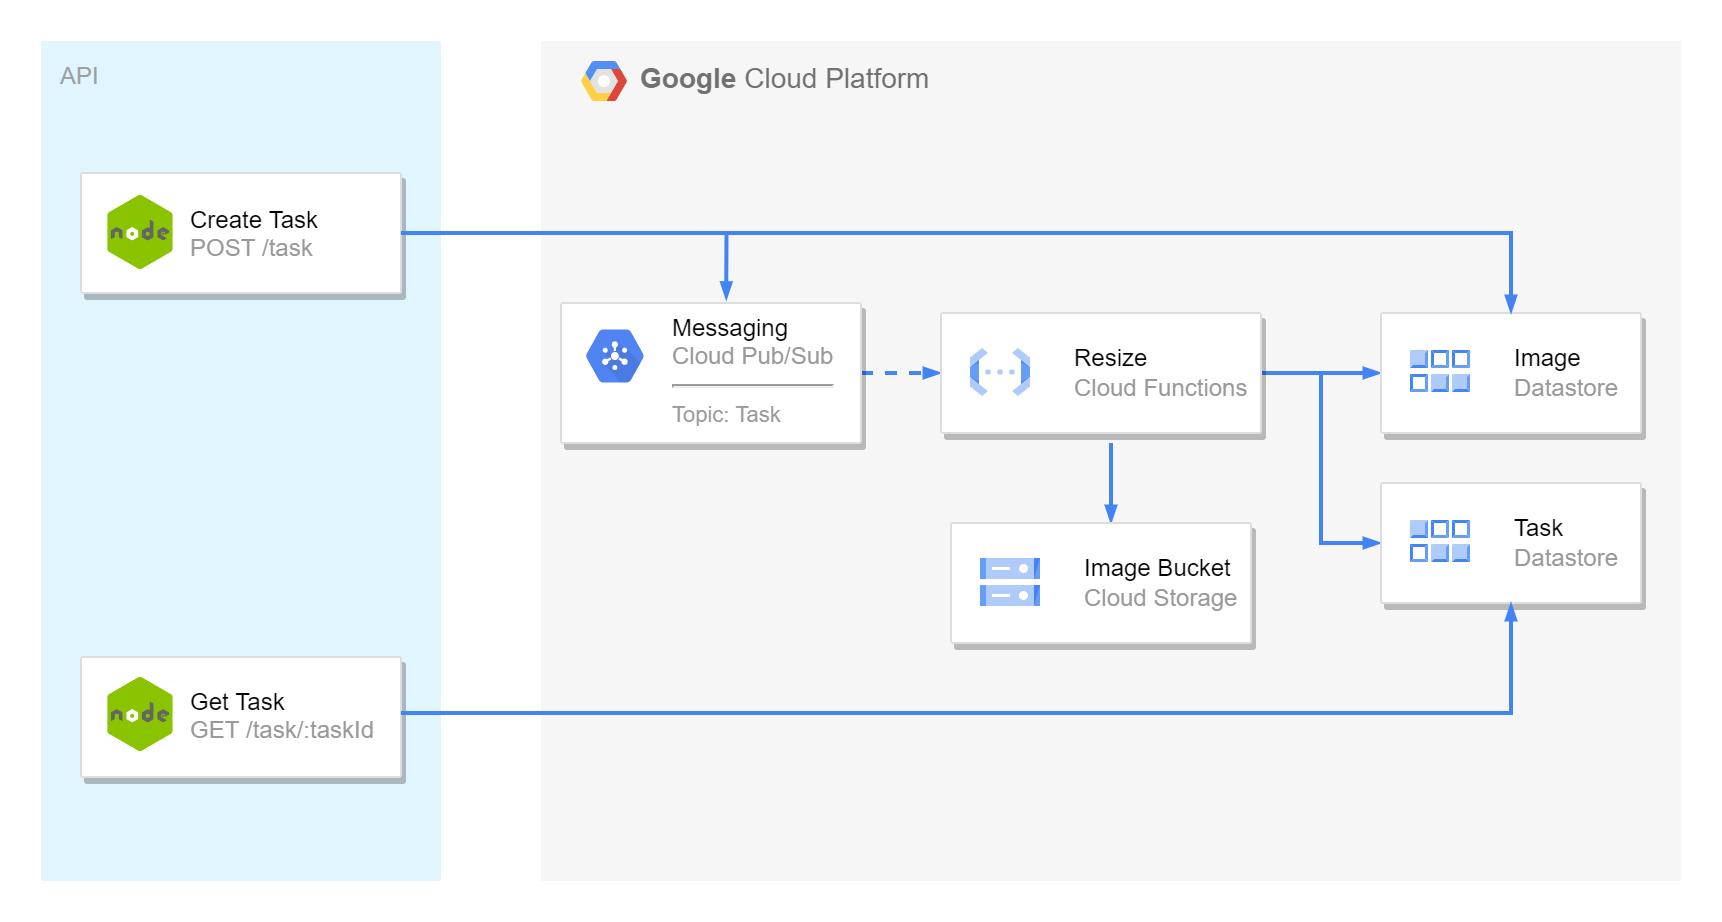 API
Google Cloud Platform
node
Create Task
POST /task
Messaging
Cloud Pub/Sub
Topic: Task
Resize
Cloud Functions
Image
Datastore
Image Bucket
Cloud Storage
Task
Datastore
node
Get Task
GET /task/:taskId